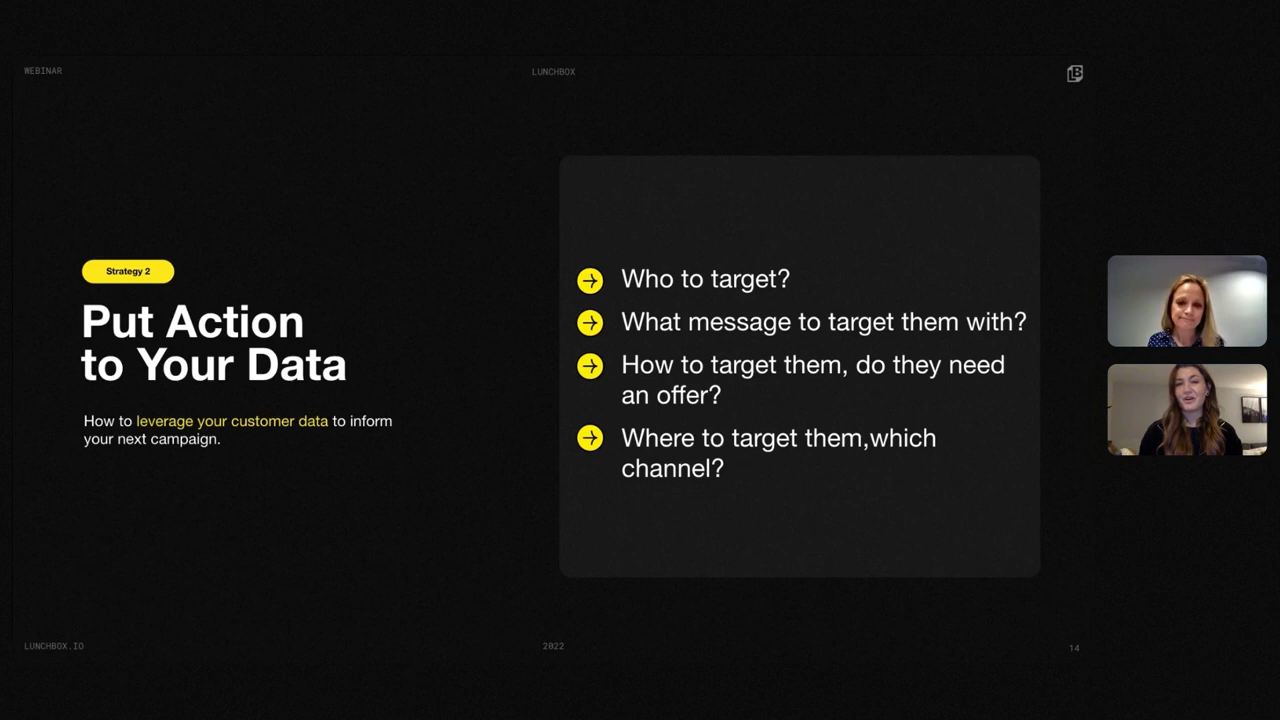 WEBINAR
LUNCHBOX
Strategy 2
Put Action
to Your Data
How to leverage your customer data to inform
your next campaign.
Who to target?
What message to target them with?
How to target them, do they need
an offer?
Where to target them,which
channel?
LUNCHBOX.IO
2022
14